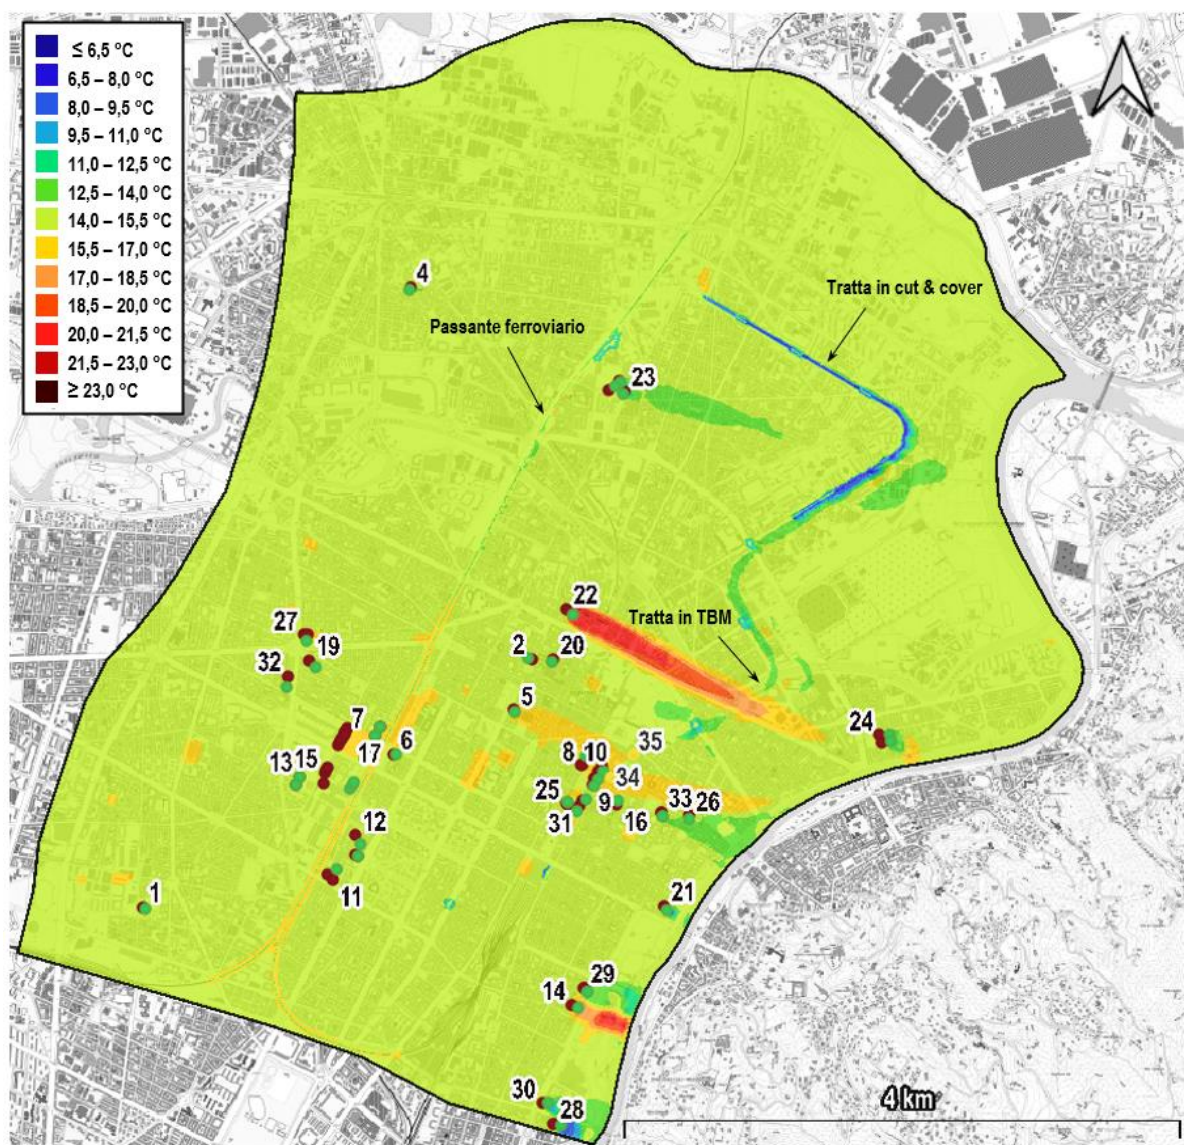 ≤ 6,5 °C
6,5 – 8,0 °C
8,0 – 9,5 °C
9,5 – 11,0 °C
11,0 – 12,5 °C
12,5 – 14,0 °C
14,0 – 15,5 °C
15,5 – 17,0 °C
17,0 – 18,5 °C
18,5 – 20,0 °C
20,0 – 21,5 °C
21,5 – 23,0 °C
≥ 23,0 °C
4
Tratta in cut & cover
Passante ferroviario
23
22
Tratta in TBM
27
2
20
19
32
5
7
24
35
17
6
8
10
13
15
34
25
9
33
26
31
16
12
11
1
21
29
14
4 km
30
28